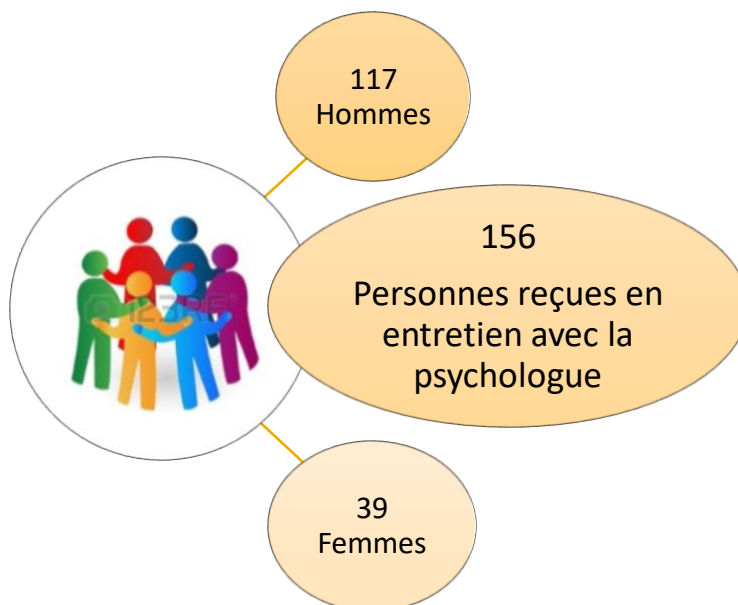 117
Hommes
156
Personnes reçues en
entretien avec la
psychologue
39
Femmes